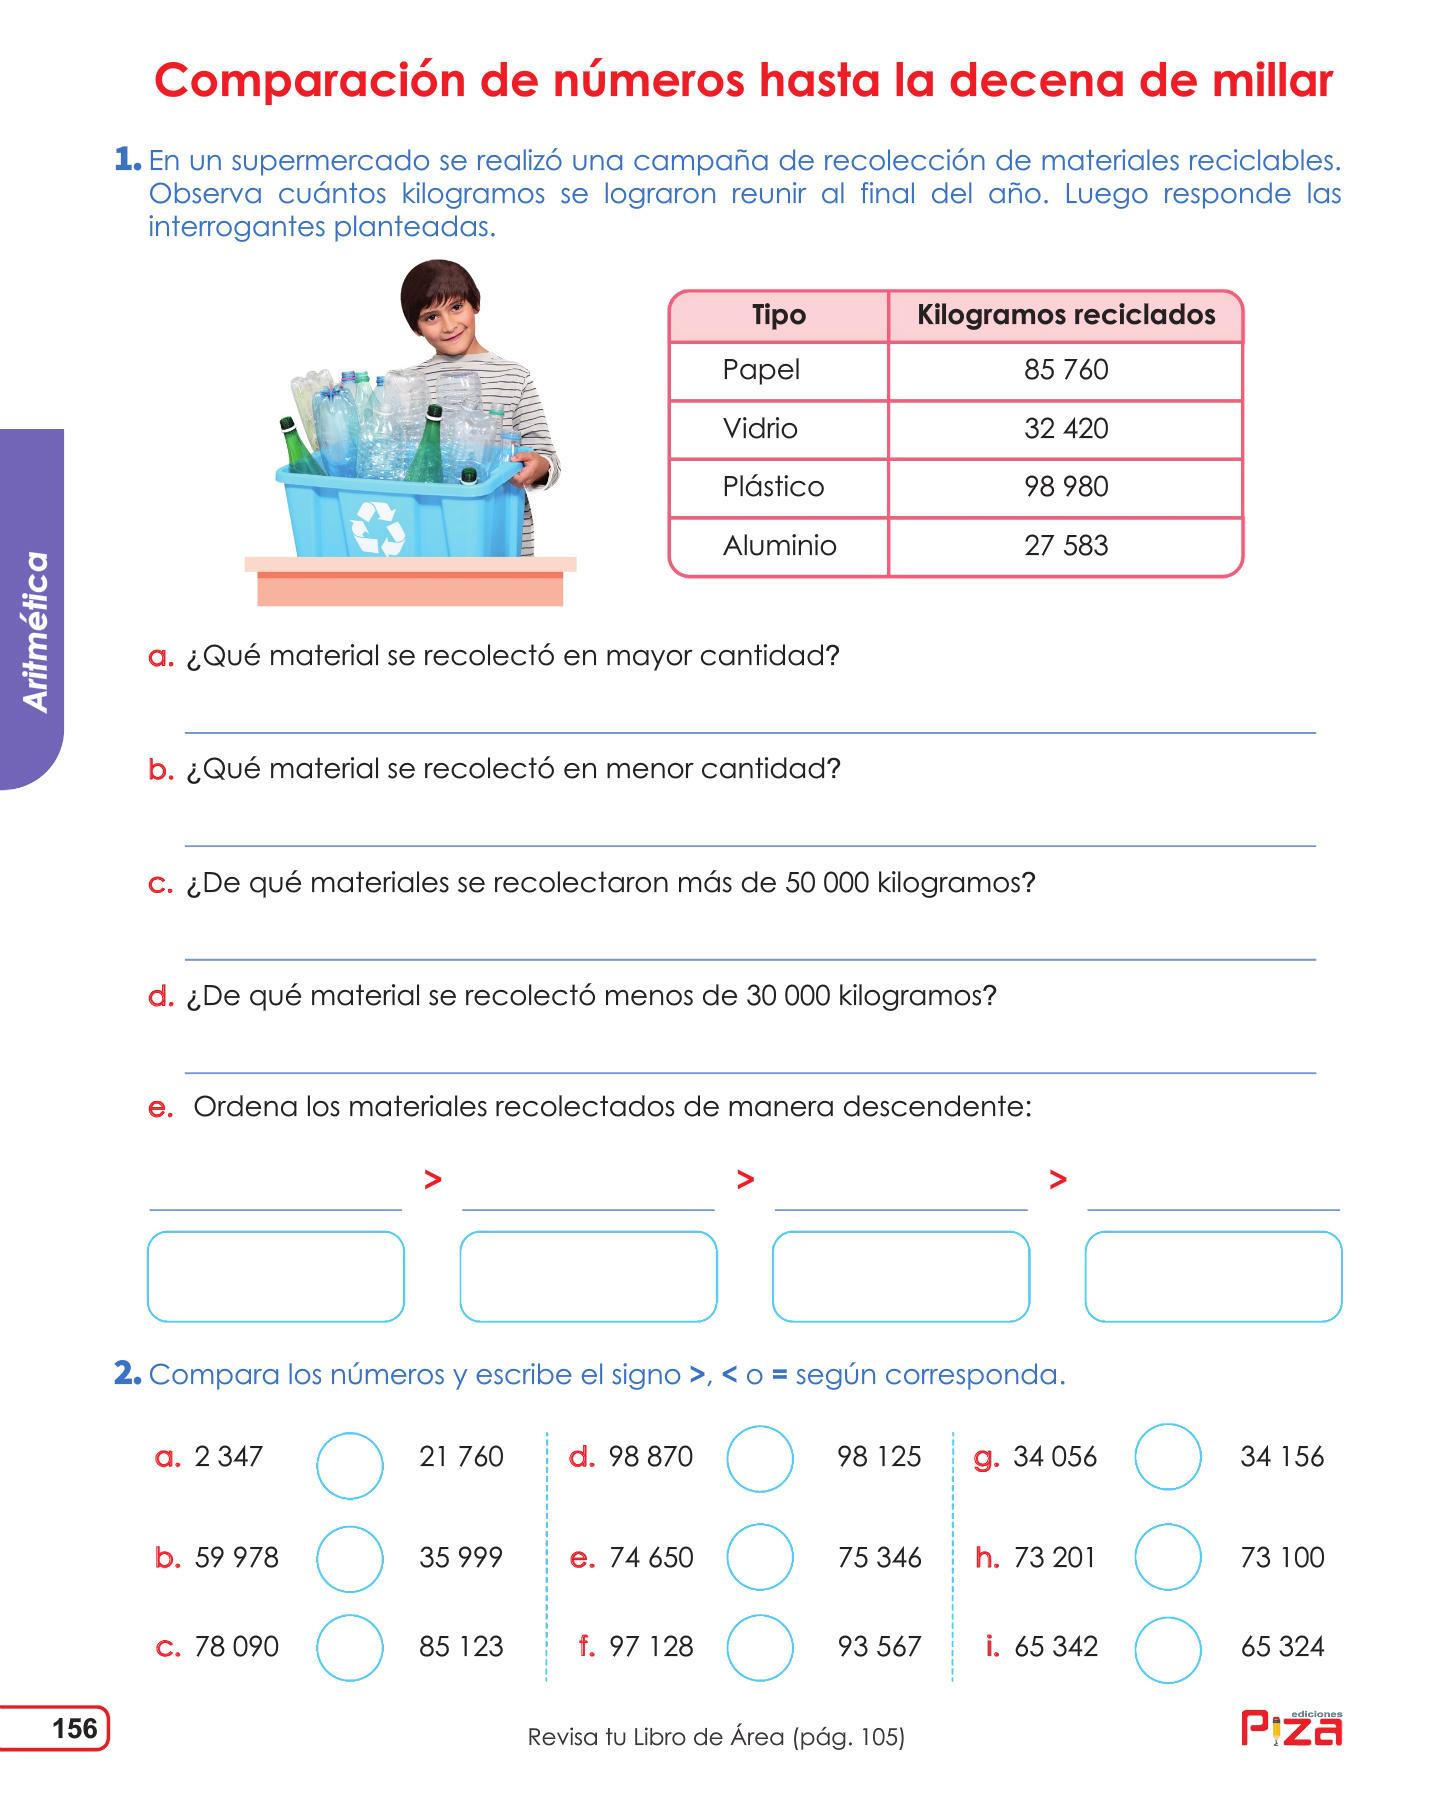 Comparación de números hasta la decena de millar
1. En un supermercado se realizó una campaña de recolección de materiales reciclables.
Observa cuántos kilogramos se lograron reunir al final del año. Luego responde las
interrogantes planteadas.
Tipo Kilogramos reciclados
Papel 85 760
Vidrio 32 420
Plástico 98 980
Aluminio 27 583
Aritmética
a. ¿Qué material se recolectó en mayor cantidad?
b. ¿Qué material se recolectó en menor cantidad?
c. ¿De qué materiales se recolectaron más de 50 000 kilogramos?
d. ¿De qué material se recolectó menos de 30 000 kilogramos?
e. Ordena los materiales recolectados de manera descendente:
> > >
2. Compara los números y escribe el signo >, < o = según corresponda.
a. 2 347 21 760 d. 98 870 98 125 g. 34 056 34 156
b. 59 978 35 999 e. 74 650 75 346 h. 73 201 73 100
c. 78 090 85 123 f. 97 128 93 567 i. 65 342 65 324
156
Revisa tu Libro de Área (pág. 105)
ediciones
Piza